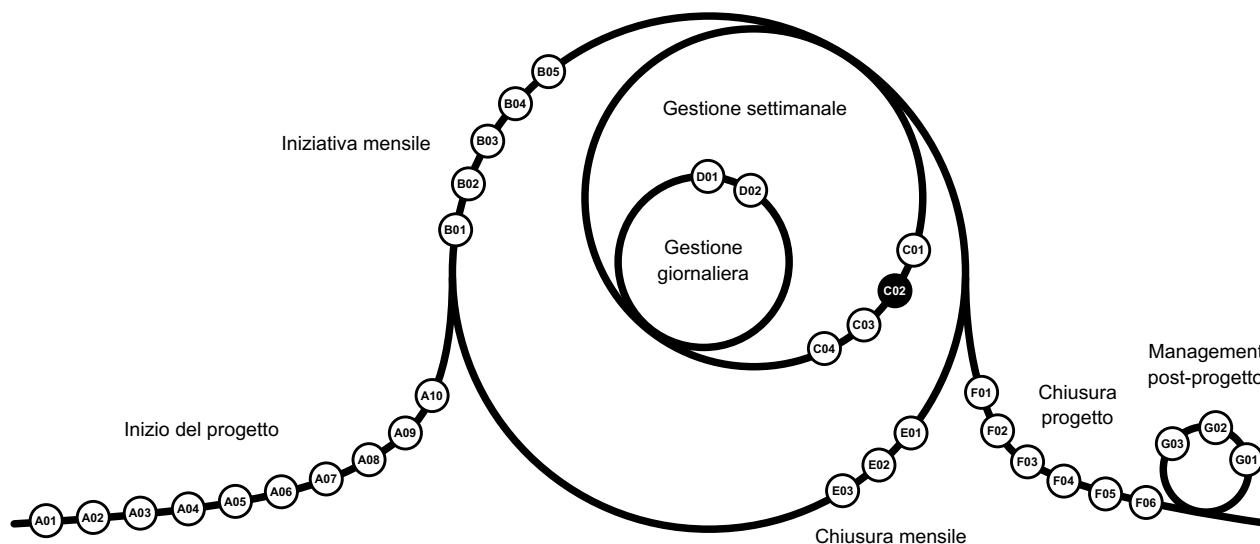 B05
B04
B03
B02
B01
Iniziativa mensile
Gestione settimanale
D01
D02
Gestione
giornaliera
C01
C02
C03
C04
A10
A09
A08
A07
A06
A05
A04
A03
A02
A01
Inizio del progetto
E01
E02
E03
Chiusura mensile
F01
F02
F03
F04
F05
F06
Chiusura
progetto
Management
post-progetto
G03
G02
G01